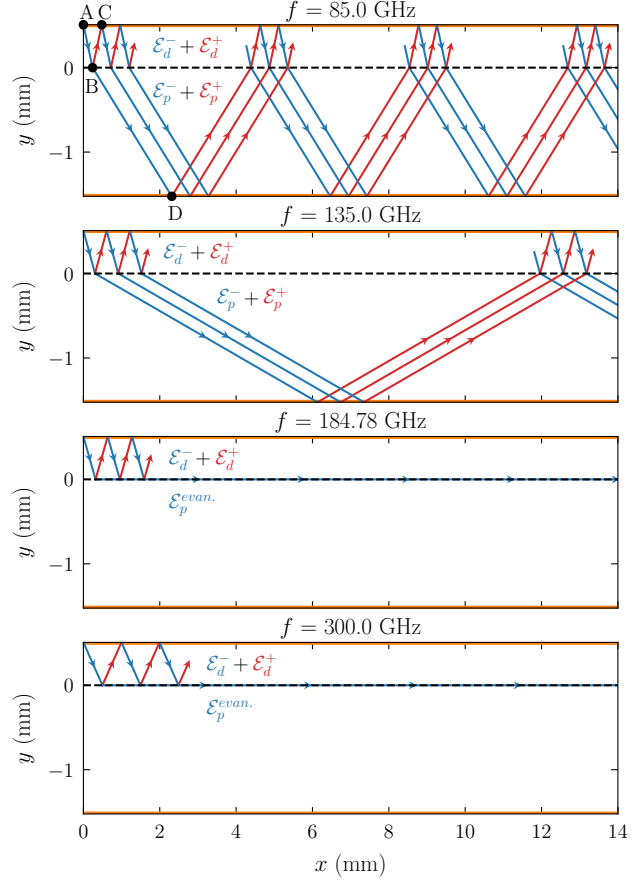 f = 85.0 GHz
A C
ℰ_d^- + ℰ_d^+
0
B
ℰ_p^- + ℰ_p^+
y (mm)
−1
D
f = 135.0 GHz
ℰ_d^- + ℰ_d^+
0
ℰ_p^- + ℰ_p^+
y (mm)
−1
f = 184.78 GHz
ℰ_d^- + ℰ_d^+
0
ℰ_p^{evan.}
y (mm)
−1
f = 300.0 GHz
ℰ_d^- + ℰ_d^+
0
ℰ_p^{evan.}
y (mm)
−1
0 2 4 6 8 10 12 14
x (mm)